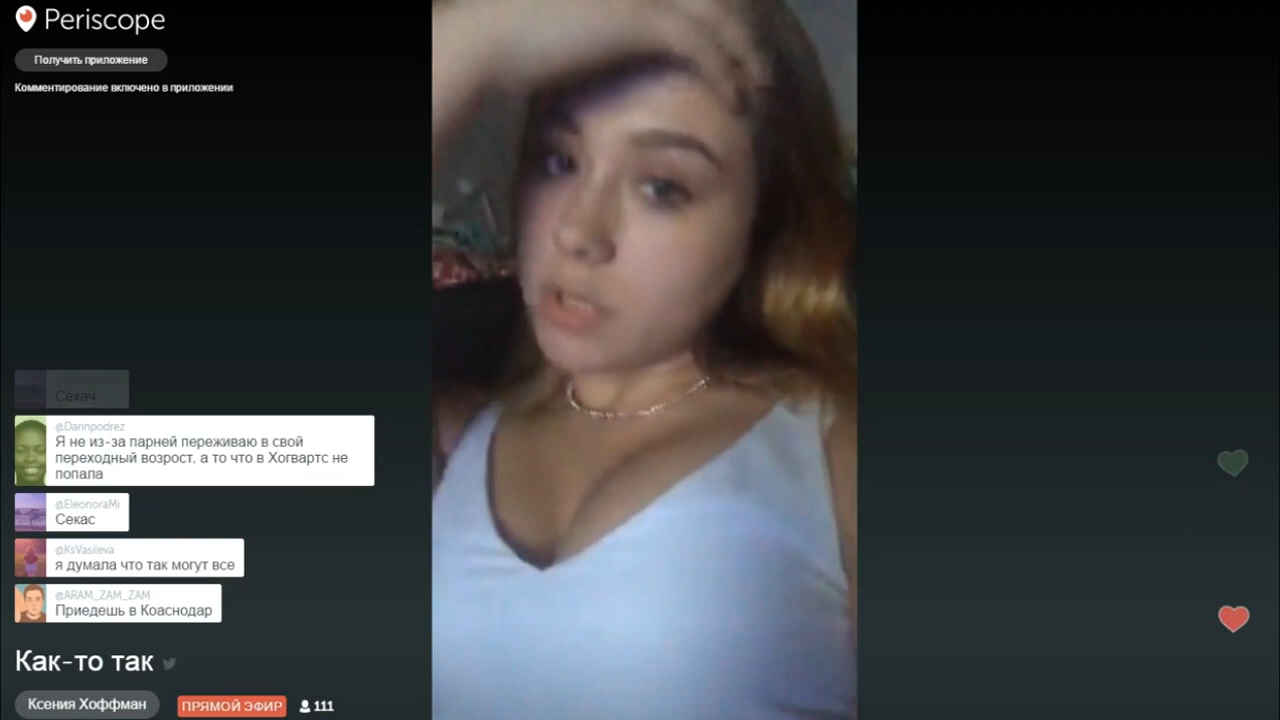 Periscope
Получить приложение
Комментирование включено в приложении
Секач
@Darinpodrez
Я не из-за парней переживаю в свой
переходный возрост, а то что в Хогвартс не
попала
@EleonoraMi
Секас
@KsVasileva
я думала что так могут все
@ARAM_ZAM_ZAM
Приедешь в Коаснодар
Как-то так
Ксения Хоффман
ПРЯМОЙ ЭФИР
111